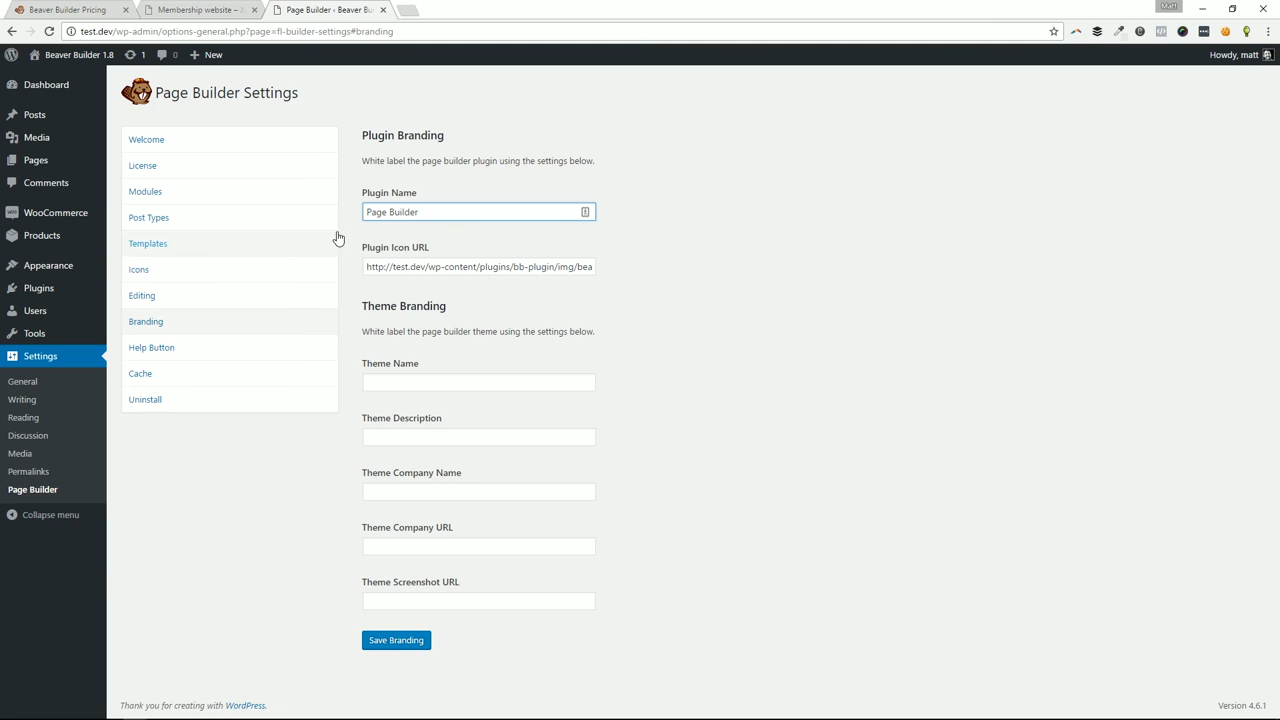 Beaver Builder Pricing
Membership website –
Page Builder ‹ Beaver Bu
Matt
test.dev/wp-admin/options-general.php?page=fl-builder-settings#branding
Beaver Builder 1.8
1
0
New
Howdy, matt
Dashboard
Posts
Media
Pages
Comments
WooCommerce
Products
Appearance
Plugins
Users
Tools
Settings
General
Writing
Reading
Discussion
Media
Permalinks
Page Builder
Collapse menu
Page Builder Settings
Welcome
License
Modules
Post Types
Templates
Icons
Editing
Branding
Help Button
Cache
Uninstall
Plugin Branding
White label the page builder plugin using the settings below.
Plugin Name
Page Builder
Plugin Icon URL
http://test.dev/wp-content/plugins/bb-plugin/img/bea
Theme Branding
White label the page builder theme using the settings below.
Theme Name
Theme Description
Theme Company Name
Theme Company URL
Theme Screenshot URL
Save Branding
Thank you for creating with WordPress.
Version 4.6.1